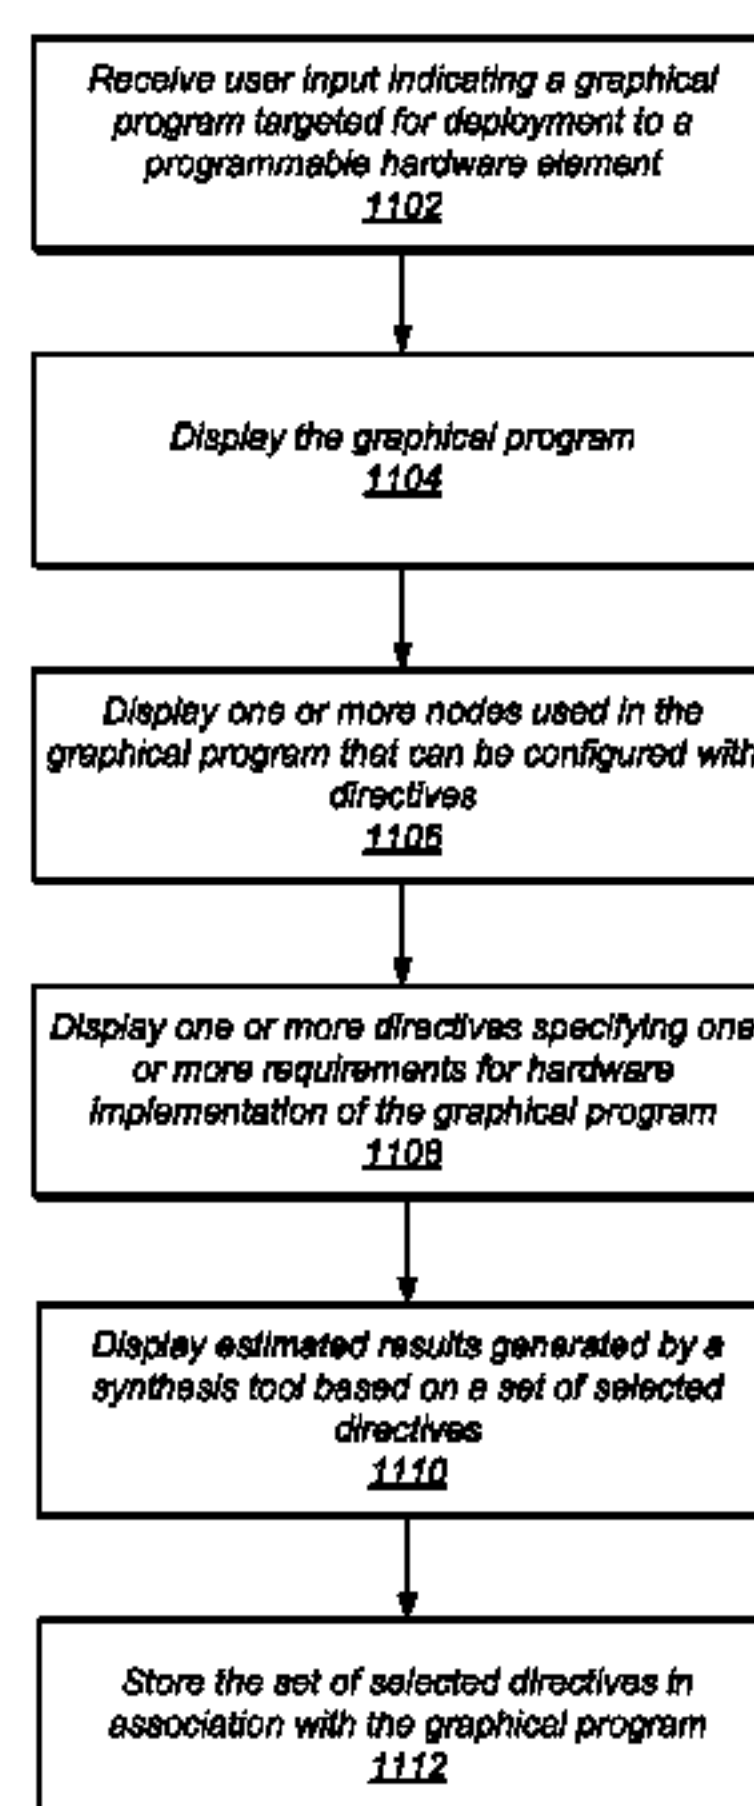 Receive user input indicating a graphical
program targeted for deployment to a
programmable hardware element
1102
Display the graphical program
1104
Display one or more nodes used in the
graphical program that can be configured with
directives
1106
Display one or more directives specifying one
or more requirements for hardware
implementation of the graphical program
1108
Display estimated results generated by a
synthesis tool based on a set of selected
directives
1110
Store the set of selected directives in
association with the graphical program
1112